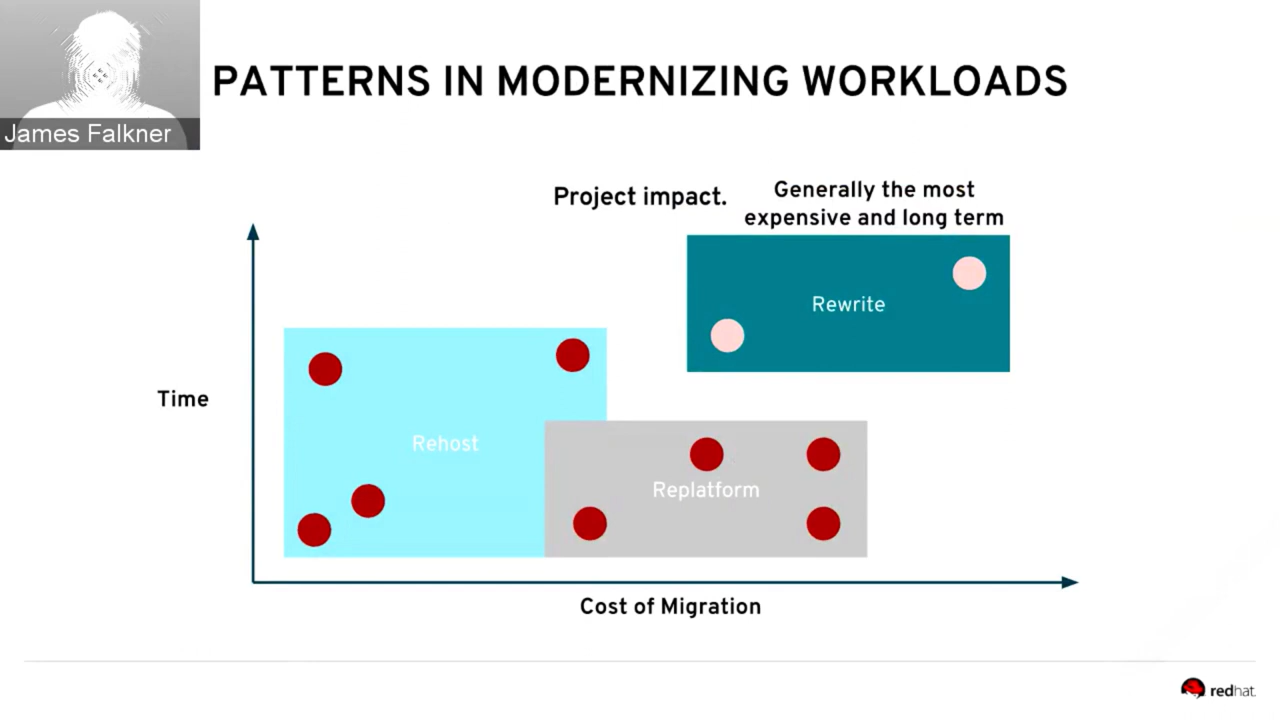 James Falkner
PATTERNS IN MODERNIZING WORKLOADS
Project impact.
Generally the most
expensive and long term
Rewrite
Time
Rehost
Replatform
Cost of Migration
redhat.